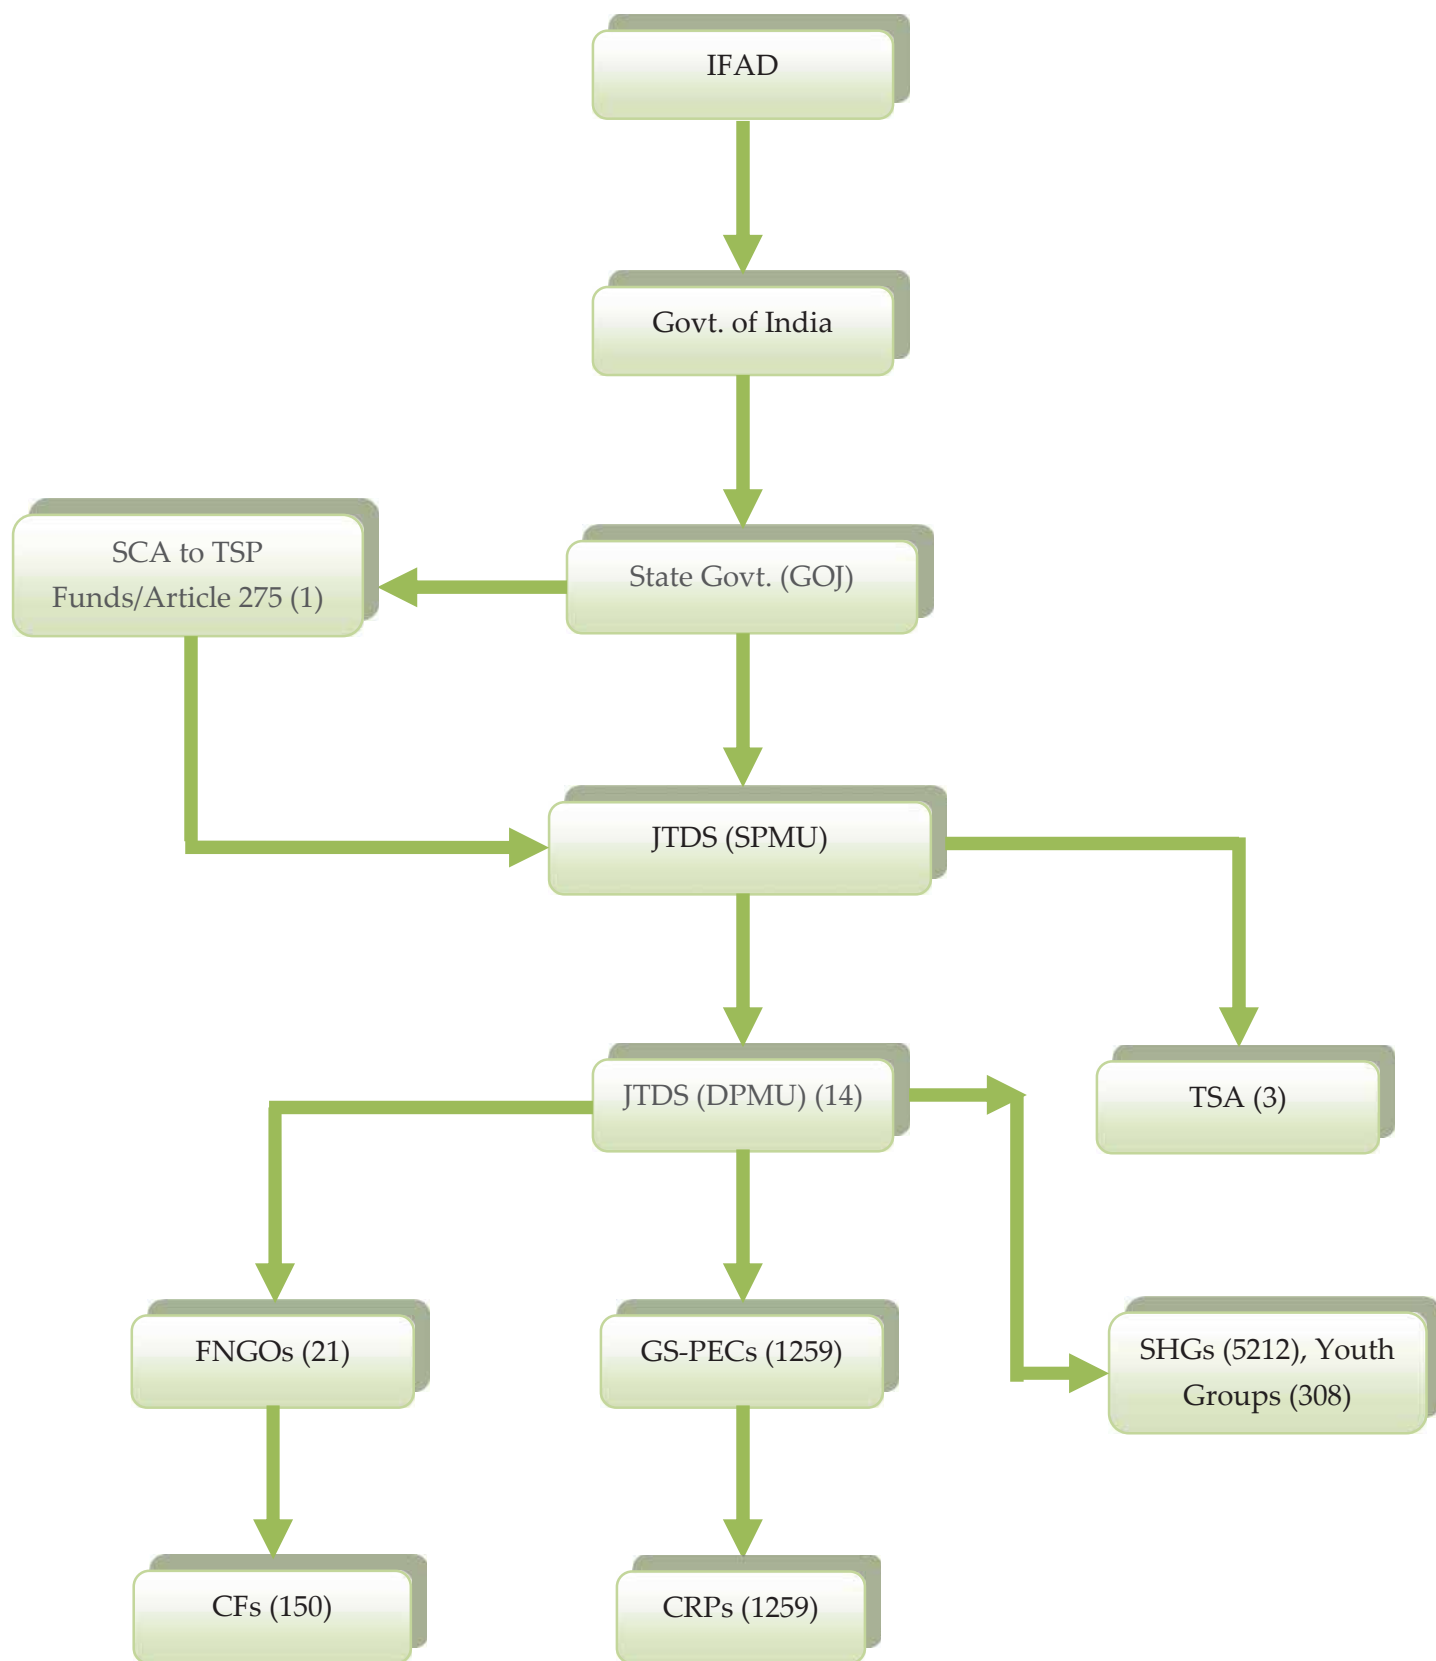 IFAD
Govt. of India
SCA to TSP
Funds/Article 275 (1)
State Govt. (GOJ)
JTDS (SPMU)
JTDS (DPMU) (14)
TSA (3)
FNGOs (21)
GS-PECs (1259)
SHGs (5212), Youth
Groups (308)
CFs (150)
CRPs (1259)